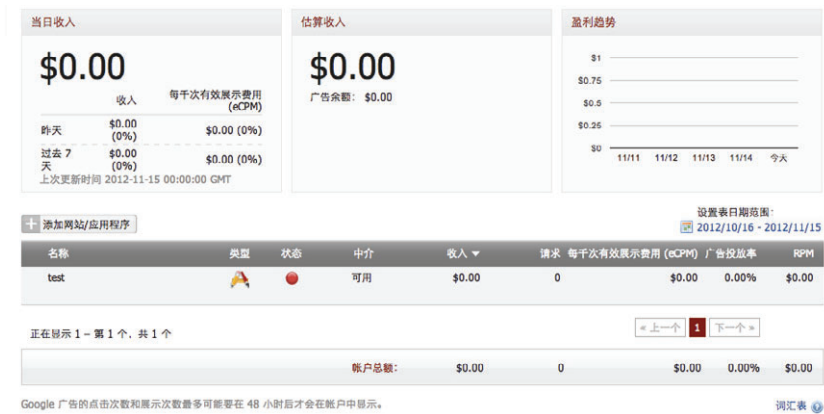 当日收入
$0.00
收入 每千次有效展示费用
(eCPM)
昨天 $0.00
(0%) $0.00 (0%)
过去 7
天 $0.00
(0%) $0.00 (0%)
上次更新时间 2012-11-15 00:00:00 GMT
估算收入
$0.00
广告余额: $0.00
盈利趋势
$1
$0.75
$0.5
$0.25
$0
11/11 11/12 11/13 11/14 今天
添加网站/应用程序
设置表日期范围:
2012/10/16 - 2012/11/15
名称 类型 状态 中介 收入 请求 每千次有效展示费用 (eCPM) 广告投放率 RPM
test 可用 $0.00 0 $0.00 0.00% $0.00
正在显示 1 – 第 1 个，共 1 个
« 上一个 1 下一个 »
帐户总额: $0.00 0 $0.00 0.00% $0.00
Google 广告的点击次数和展示次数最多可能要在 48 小时后才会在帐户中显示。
词汇表